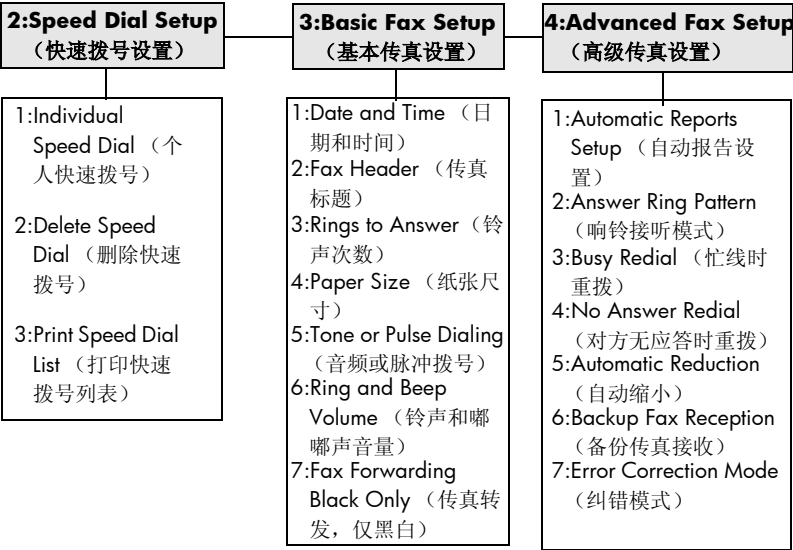 2:Speed Dial Setup
（快速拨号设置）
1:Individual
Speed Dial （个
人快速拨号）
2:Delete Speed
Dial （删除快速
拨号）
3:Print Speed Dial
List （打印快速
拨号列表）
3:Basic Fax Setup
（基本传真设置）
1:Date and Time （日
期和时间）
2:Fax Header （传真
标题）
3:Rings to Answer（铃
声次数）
4:Paper Size （纸张尺
寸）
5:Tone or Pulse Dialing
（音频或脉冲拨号）
6:Ring and Beep
Volume （铃声和嘟
嘟声音量）
7:Fax Forwarding
Black Only （传真转
发，仅黑白）
4:Advanced Fax Setup
（高级传真设置）
1:Automatic Reports
Setup （自动报告设
置）
2:Answer Ring Pattern
（响铃接听模式）
3:Busy Redial （忙线时
重拨）
4:No Answer Redial
（对方无应答时重拨）
5:Automatic Reduction
（自动缩小）
6:Backup Fax Reception
（备份传真接收）
7:Error Correction Mode
（纠错模式）